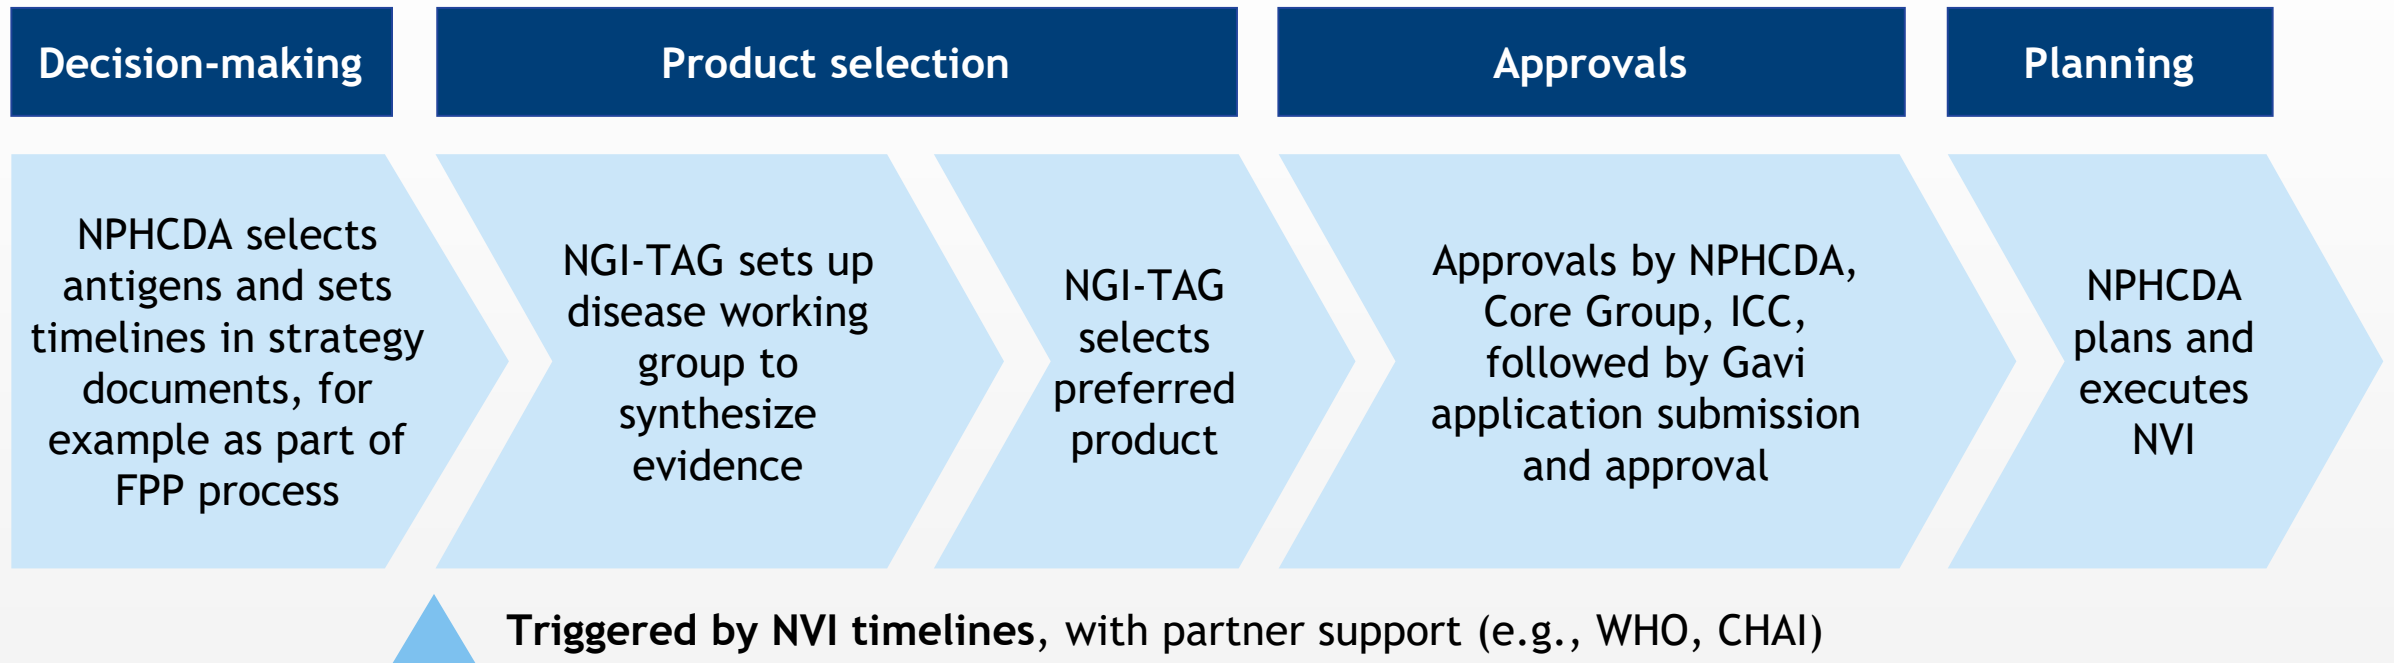 Decision-making
Product selection
Approvals
Planning
NPHCDA selects
antigens and sets
timelines in strategy
documents, for
example as part of
FPP process
NGI-TAG sets up
disease working
group to
synthesize
evidence
NGI-TAG
selects
preferred
product
Approvals by NPHCDA,
Core Group, ICC,
followed by Gavi
application submission
and approval
NPHCDA
plans and
executes
NVI
Triggered by NVI timelines, with partner support (e.g., WHO, CHAI)